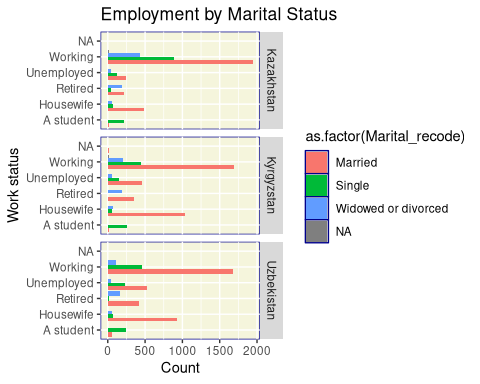 Employment by Marital Status
Work status
NA
Working
Unemployed
Retired
Housewife
A student
Kazakhstan
NA
Working
Unemployed
Retired
Housewife
A student
Kyrgyzstan
NA
Working
Unemployed
Retired
Housewife
A student
Uzbekistan
0 500 1000 1500 2000
Count
as.factor(Marital_recode)
Married
Single
Widowed or divorced
NA